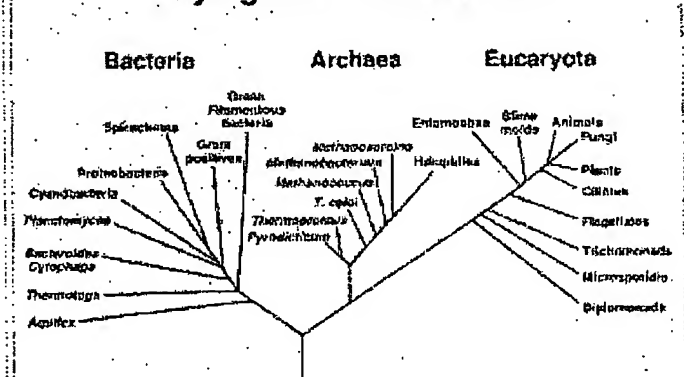 Bacteria
Archaea
Eucaryota
Green
Filamentous
Bacteria
Spirochetes
Gram
positives
Proteobacteria
Cyanobacteria
Planctomyces
Bacteroides
Cytophaga
Thermotoga
Aquifex
Methanosarcina
Methanobacterium
Halophiles
Methanococcus
T. celer
Thermoproteus
Pyrodicticum
Entamoebae
Slime
molds
Animals
Fungi
Plants
Ciliates
Flagellates
Trichomonads
Microsporidia
Diplomonads